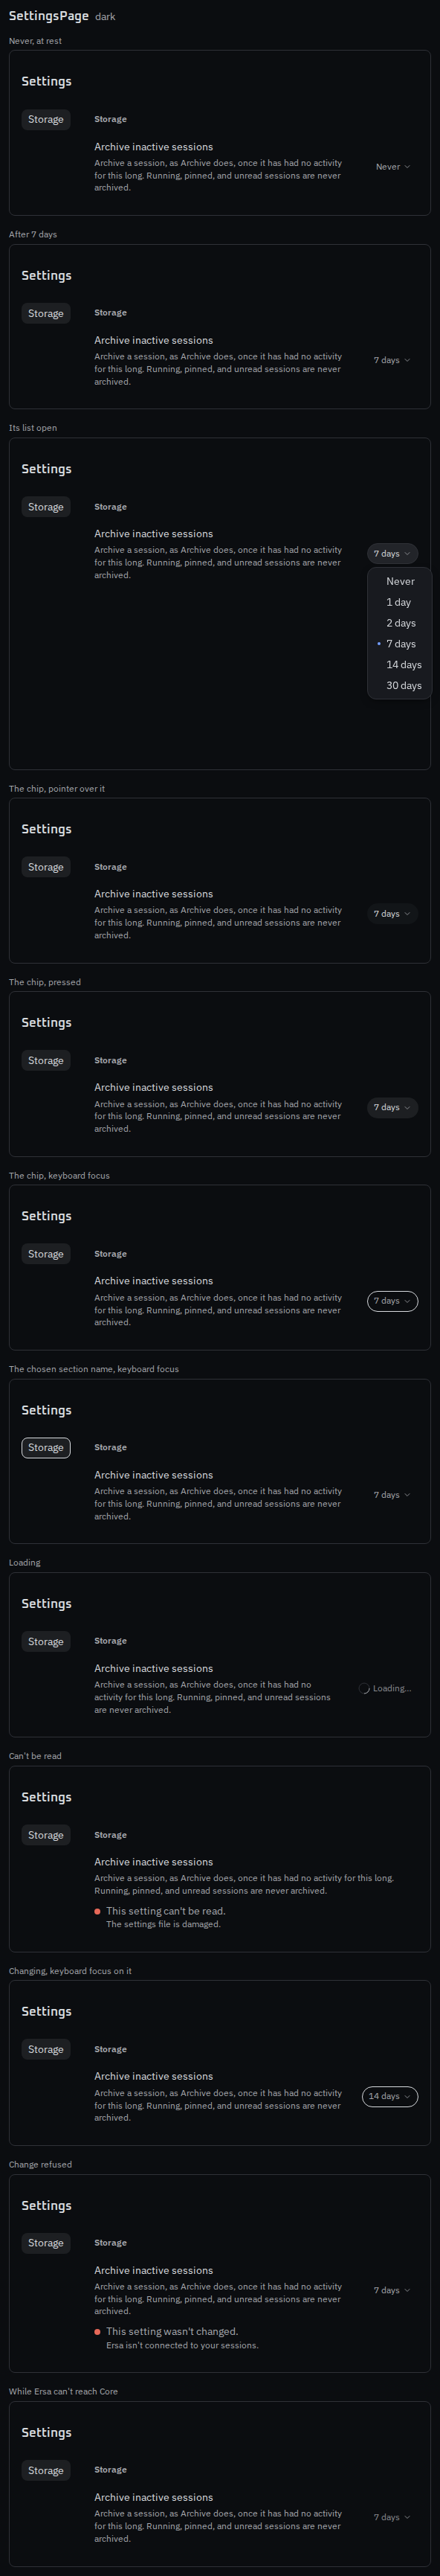 SettingsPage dark
Never, at rest
Settings
Storage
Storage
Archive inactive sessions
Archive a session, as Archive does, once it has had no activity
for this long. Running, pinned, and unread sessions are never
archived.
Never
After 7 days
Settings
Storage
Storage
Archive inactive sessions
Archive a session, as Archive does, once it has had no activity
for this long. Running, pinned, and unread sessions are never
archived.
7 days
Its list open
Settings
Storage
Storage
Archive inactive sessions
Archive a session, as Archive does, once it has had no activity
for this long. Running, pinned, and unread sessions are never
archived.
7 days
Never
1 day
2 days
7 days
14 days
30 days
The chip, pointer over it
Settings
Storage
Storage
Archive inactive sessions
Archive a session, as Archive does, once it has had no activity
for this long. Running, pinned, and unread sessions are never
archived.
7 days
The chip, pressed
Settings
Storage
Storage
Archive inactive sessions
Archive a session, as Archive does, once it has had no activity
for this long. Running, pinned, and unread sessions are never
archived.
7 days
The chip, keyboard focus
Settings
Storage
Storage
Archive inactive sessions
Archive a session, as Archive does, once it has had no activity
for this long. Running, pinned, and unread sessions are never
archived.
7 days
The chosen section name, keyboard focus
Settings
Storage
Storage
Archive inactive sessions
Archive a session, as Archive does, once it has had no activity
for this long. Running, pinned, and unread sessions are never
archived.
7 days
Loading
Settings
Storage
Storage
Archive inactive sessions
Archive a session, as Archive does, once it has had no
activity for this long. Running, pinned, and unread sessions
are never archived.
Loading...
Can't be read
Settings
Storage
Storage
Archive inactive sessions
Archive a session, as Archive does, once it has had no activity for this long.
Running, pinned, and unread sessions are never archived.
This setting can't be read.
The settings file is damaged.
Changing, keyboard focus on it
Settings
Storage
Storage
Archive inactive sessions
Archive a session, as Archive does, once it has had no activity
for this long. Running, pinned, and unread sessions are never
archived.
14 days
Change refused
Settings
Storage
Storage
Archive inactive sessions
Archive a session, as Archive does, once it has had no activity
for this long. Running, pinned, and unread sessions are never
archived.
7 days
This setting wasn't changed.
Ersa isn't connected to your sessions.
While Ersa can't reach Core
Settings
Storage
Storage
Archive inactive sessions
Archive a session, as Archive does, once it has had no activity
for this long. Running, pinned, and unread sessions are never
archived.
7 days